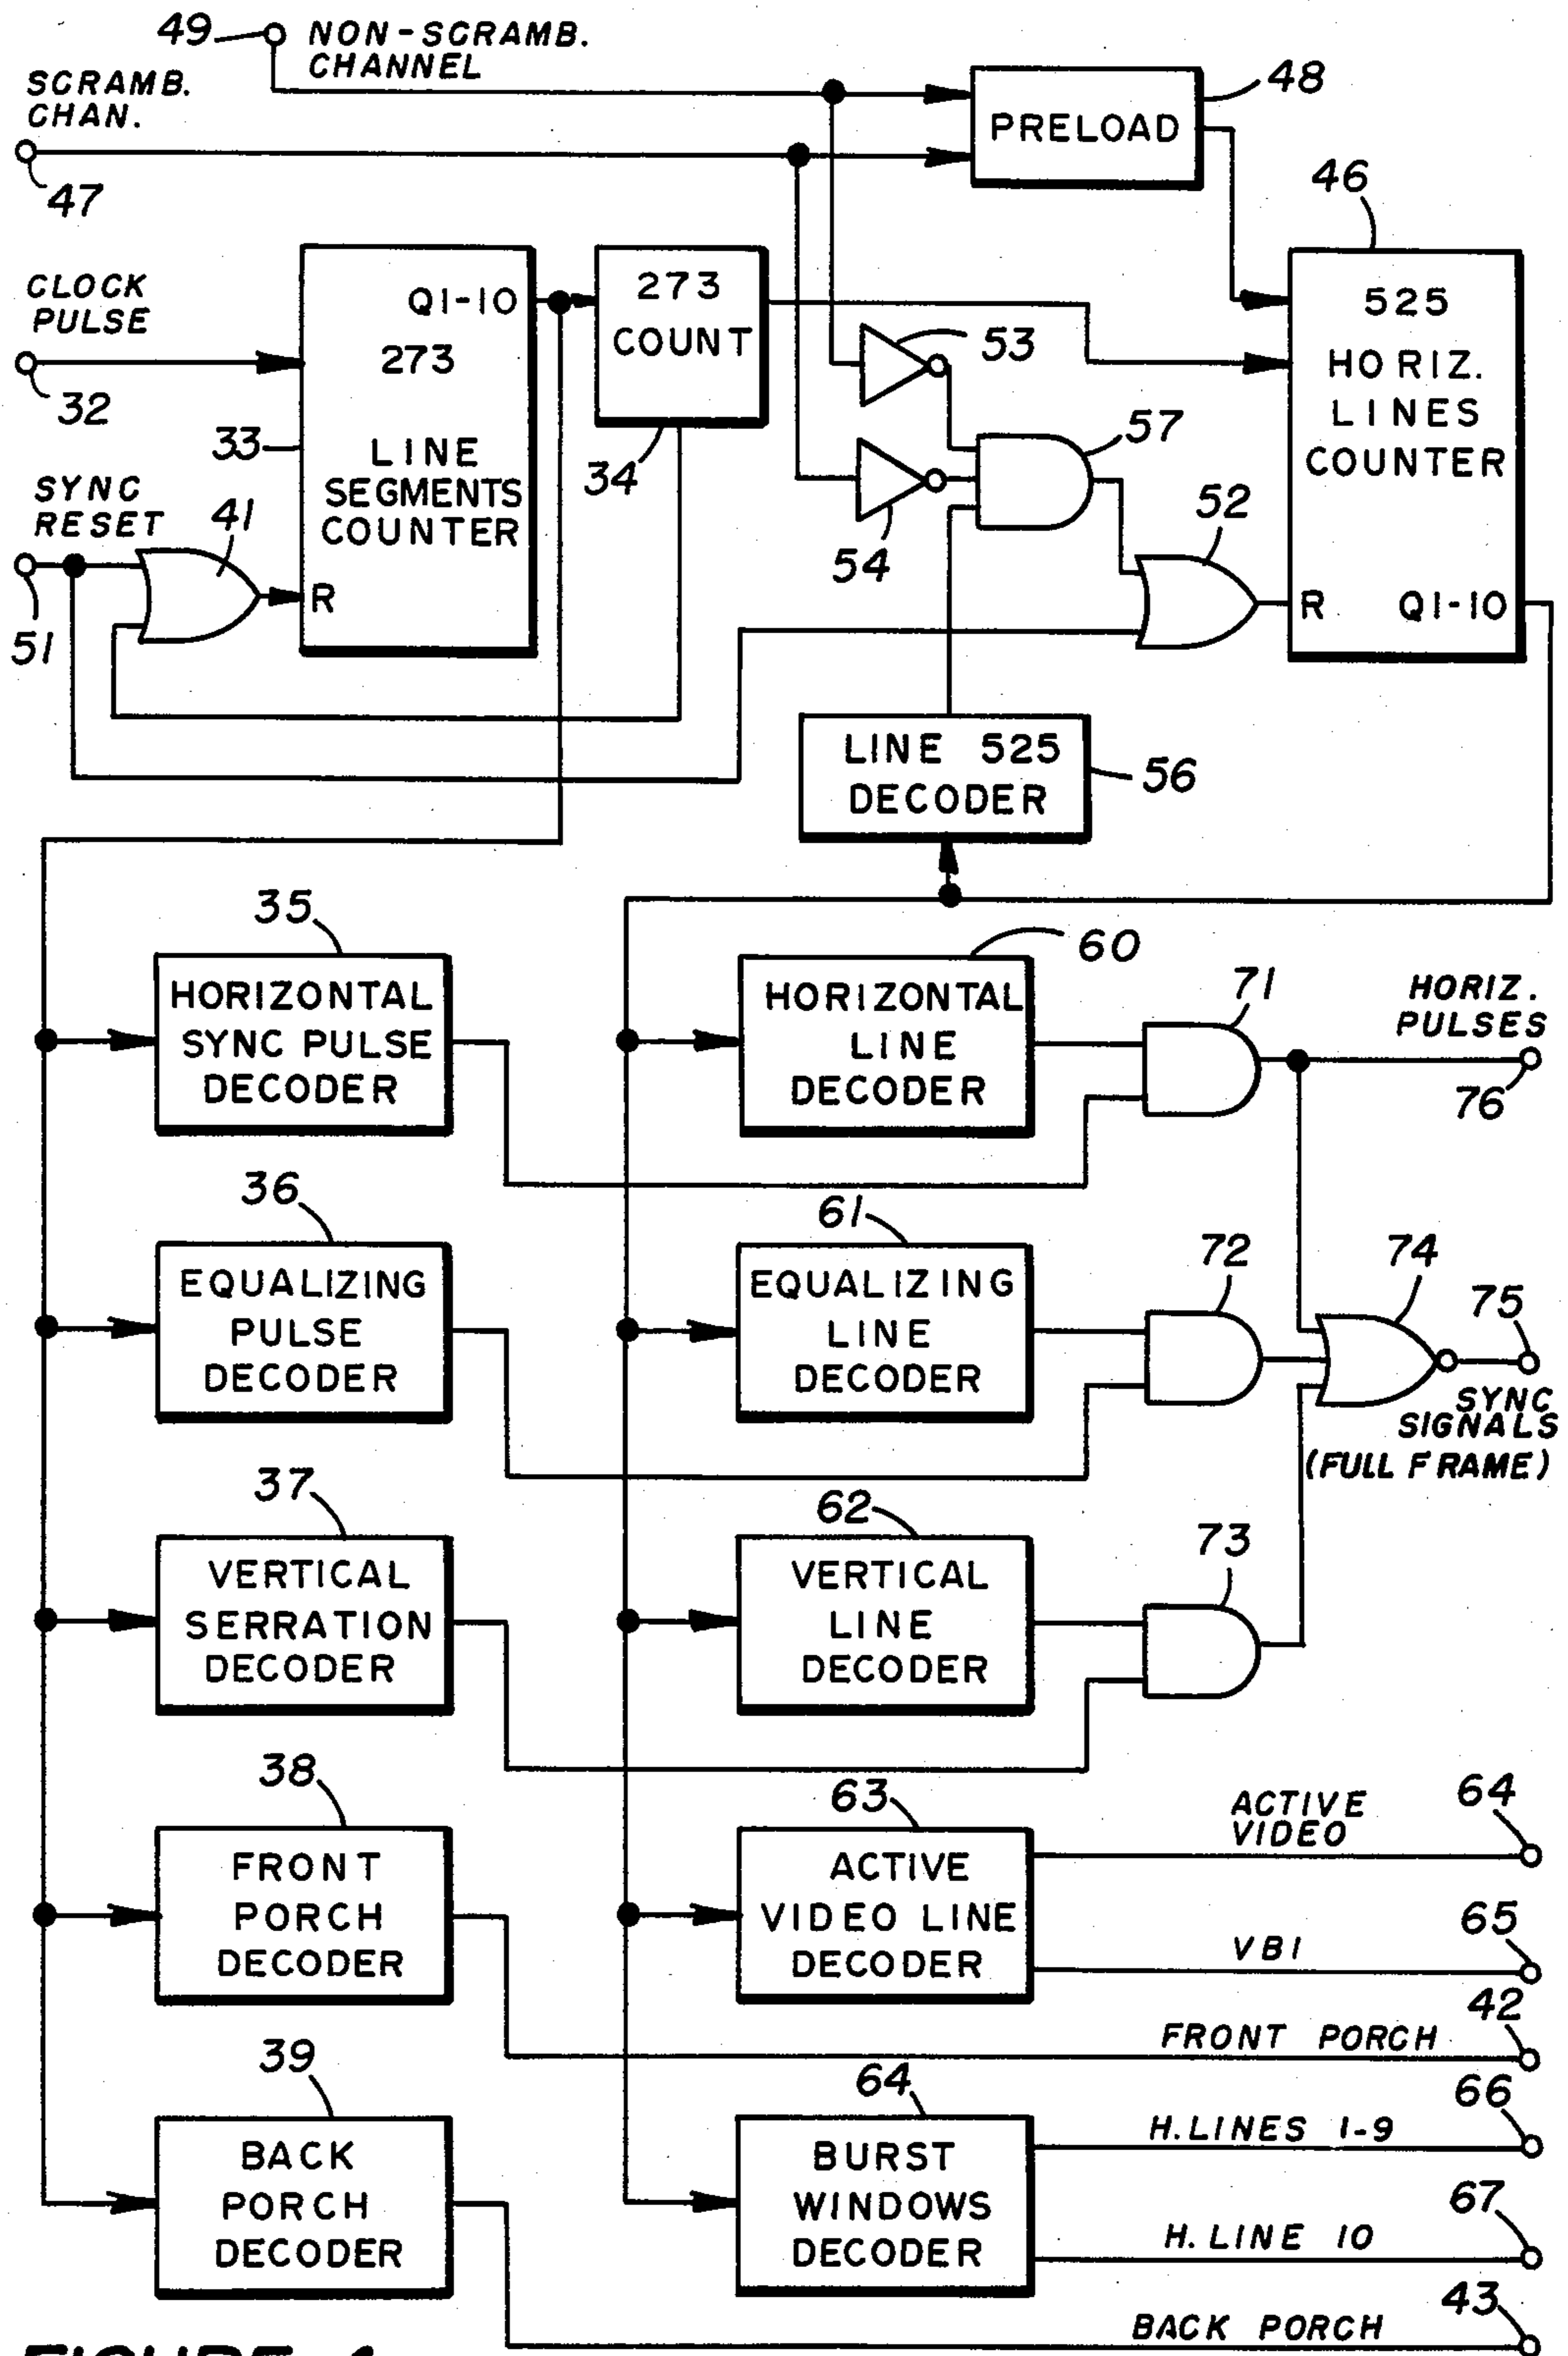 49 NON-SCRAMB.
CHANNEL
SCRAMB.
CHAN.
47
PRELOAD
48
46
CLOCK
PULSE
32
Q1-10
273
33
LINE
SEGMENTS
COUNTER
R
273
COUNT
34
53
54
57
52
525
HORIZ.
LINES
COUNTER
R Q1-10
SYNC
RESET
41
51
LINE 525
DECODER
56
35
HORIZONTAL
SYNC PULSE
DECODER
60
HORIZONTAL
LINE
DECODER
71
HORIZ.
PULSES
76
36
EQUALIZING
PULSE
DECODER
61
EQUALIZING
LINE
DECODER
72
74
75
SYNC
SIGNALS
(FULL FRAME)
37
VERTICAL
SERRATION
DECODER
62
VERTICAL
LINE
DECODER
73
38
FRONT
PORCH
DECODER
63
ACTIVE
VIDEO LINE
DECODER
ACTIVE
VIDEO
64
VBI
65
FRONT PORCH
42
39
BACK
PORCH
DECODER
64
BURST
WINDOWS
DECODER
H.LINES 1-9
66
H.LINE 10
67
BACK PORCH
43